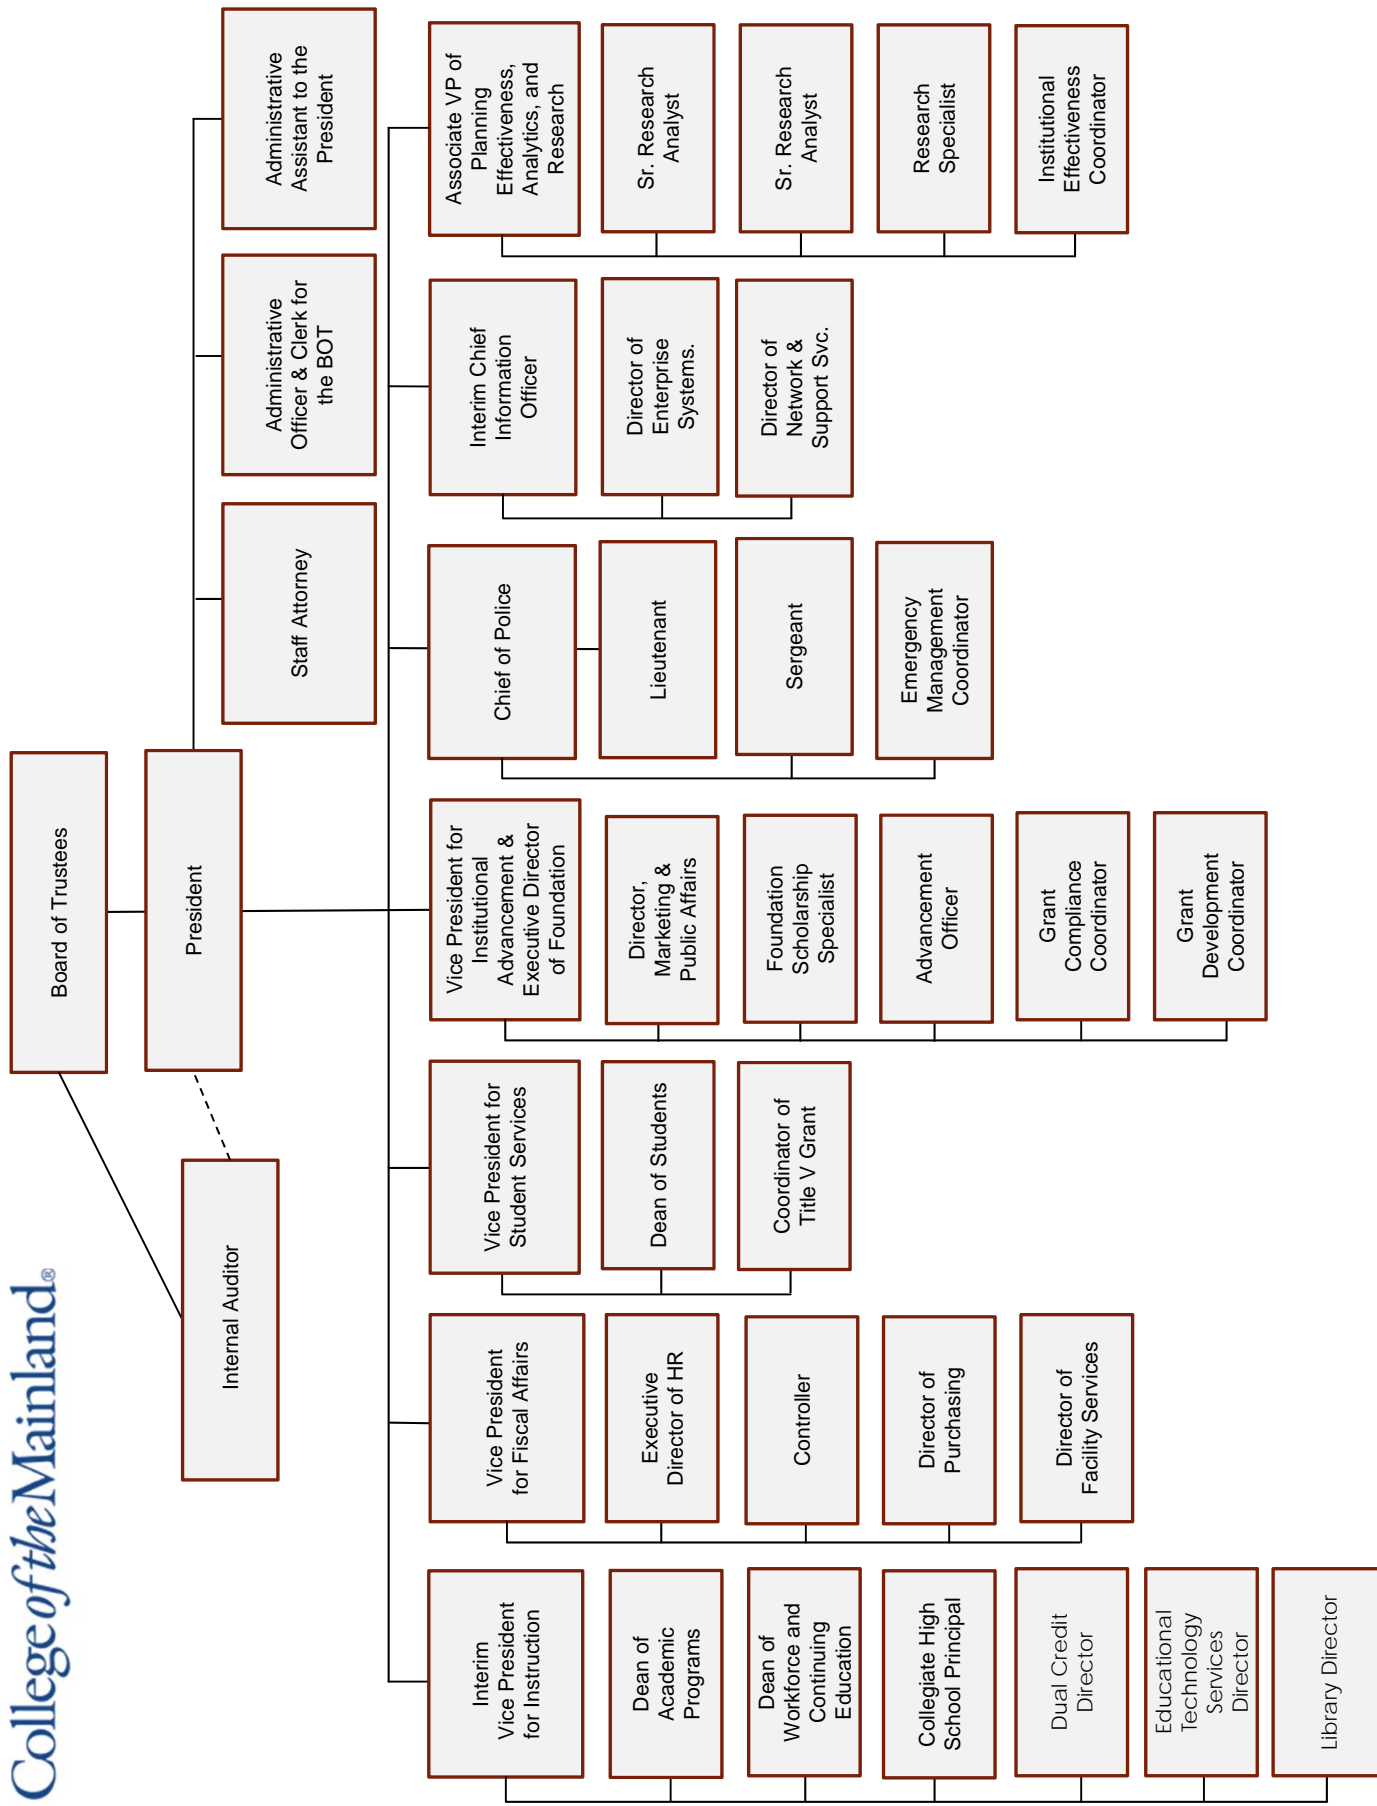 College of the Mainland®
Board of Trustees
President
Internal Auditor
Staff Attorney
Administrative
Officer & Clerk for
the BOT
Administrative
Assistant to the
President
Interim
Vice President
for Instruction
Dean of
Academic
Programs
Dean of
Workforce and
Continuing
Education
Collegiate High
School Principal
Dual Credit
Director
Educational
Technology
Services
Director
Library Director
Vice President
for Fiscal Affairs
Executive
Director of HR
Controller
Director of
Purchasing
Director of
Facility Services
Vice President for
Student Services
Dean of Students
Coordinator of
Title V Grant
Vice President for
Institutional
Advancement &
Executive Director
of Foundation
Director,
Marketing &
Public Affairs
Foundation
Scholarship
Specialist
Advancement
Officer
Grant
Compliance
Coordinator
Grant
Development
Coordinator
Chief of Police
Lieutenant
Sergeant
Emergency
Management
Coordinator
Interim Chief
Information
Officer
Director of
Enterprise
Systems.
Director of
Network &
Support Svc.
Associate VP of
Planning
Effectiveness,
Analytics, and
Research
Sr. Research
Analyst
Sr. Research
Analyst
Research
Specialist
Institutional
Effectiveness
Coordinator